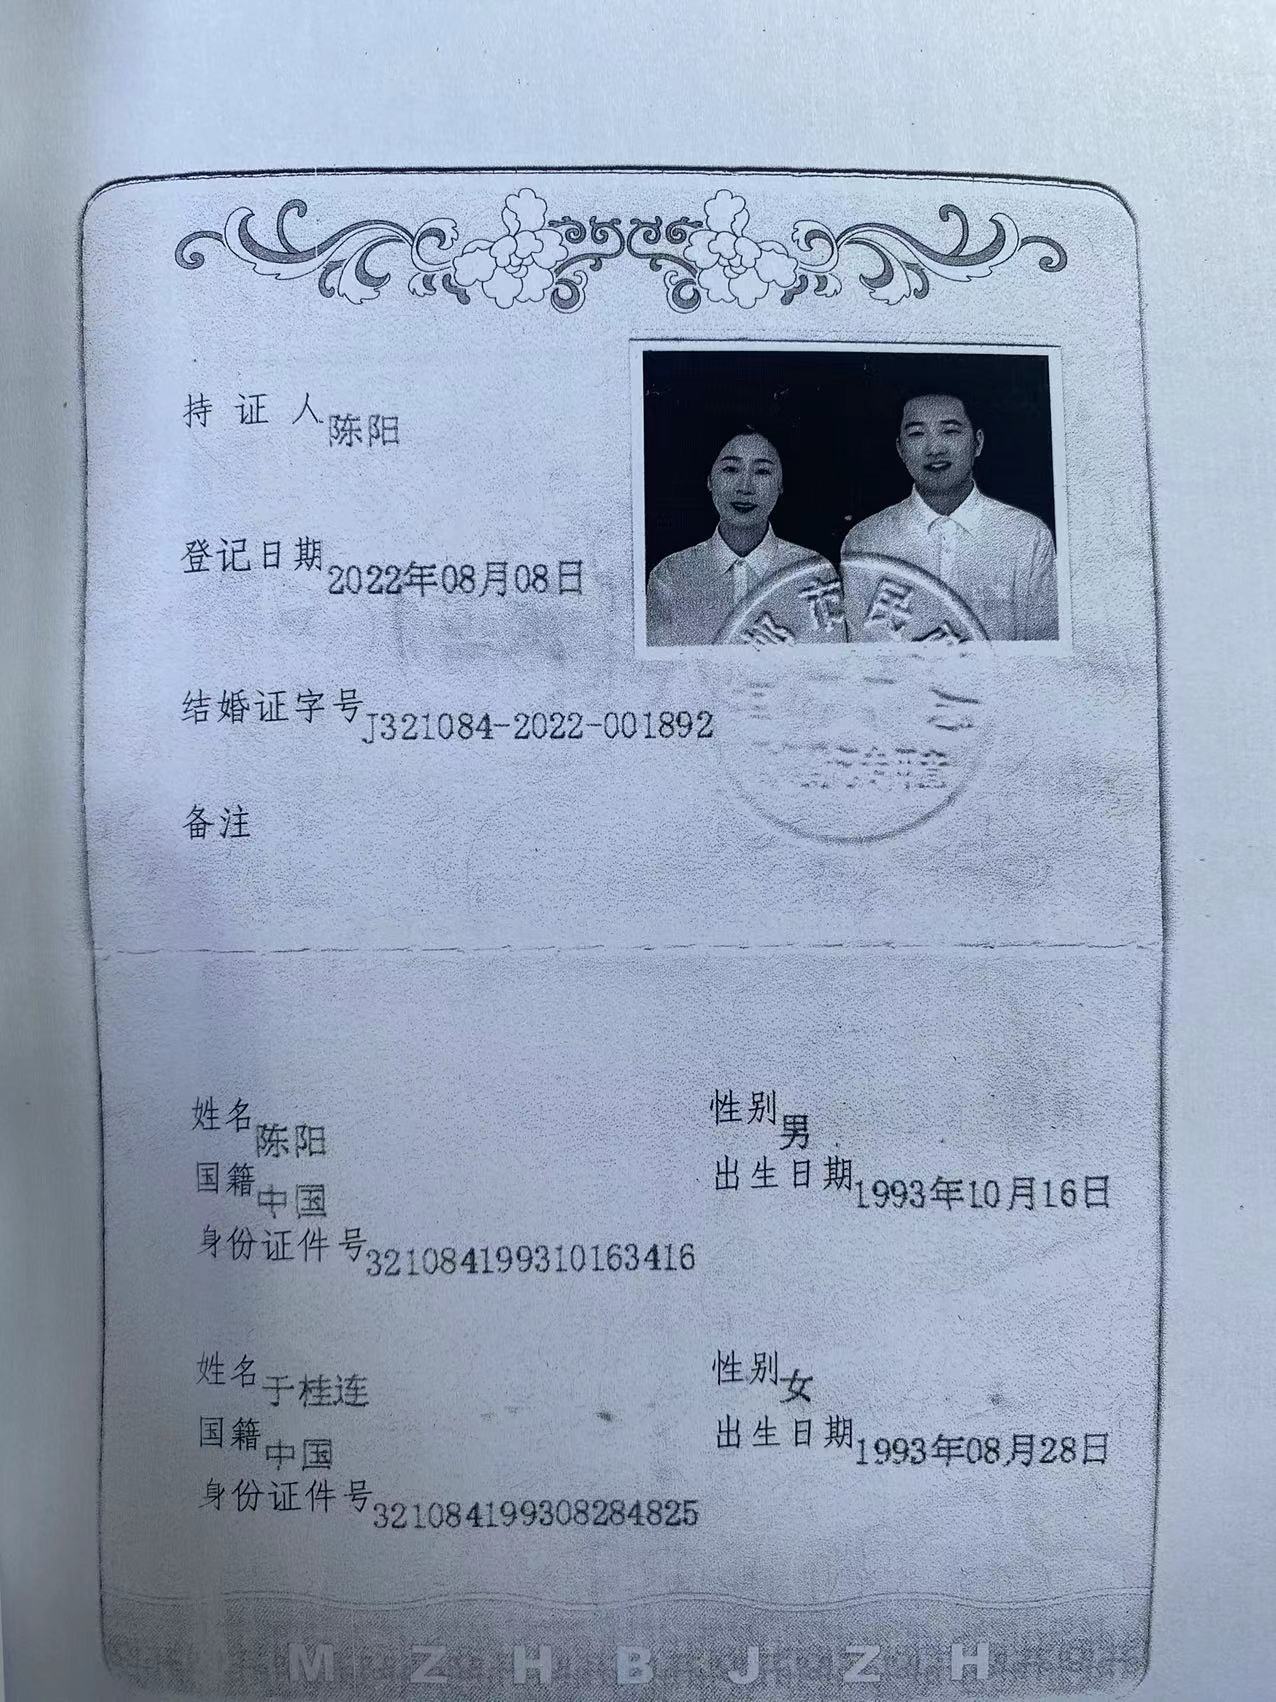 持证人 陈阳
登记日期 2022年08月08日
结婚证字号 J321084-2022-001892
备注
市民
姓名 陈阳 性别 男
国籍 中国 出生日期 1993年10月16日
身份证件号 321084199310163416
姓名 于桂连 性别 女
国籍 中国 出生日期 1993年08月28日
身份证件号 321084199308284825
M Z H B J Z H